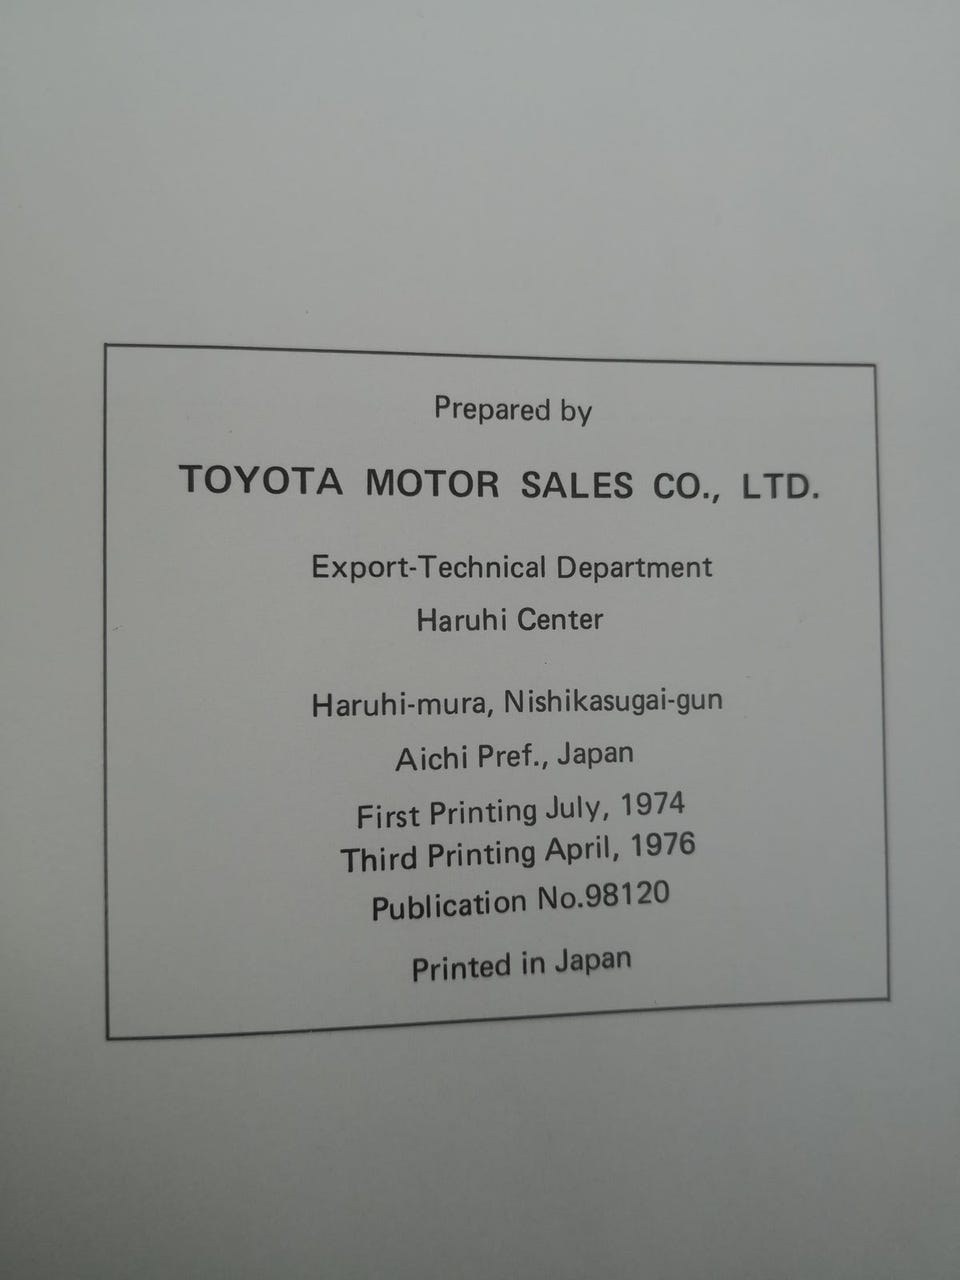 Prepared by
TOYOTA MOTOR SALES CO., LTD.
Export-Technical Department
Haruhi Center
Haruhi-mura, Nishikasugai-gun
Aichi Pref., Japan
First Printing July, 1974
Third Printing April, 1976
Publication No.98120
Printed in Japan